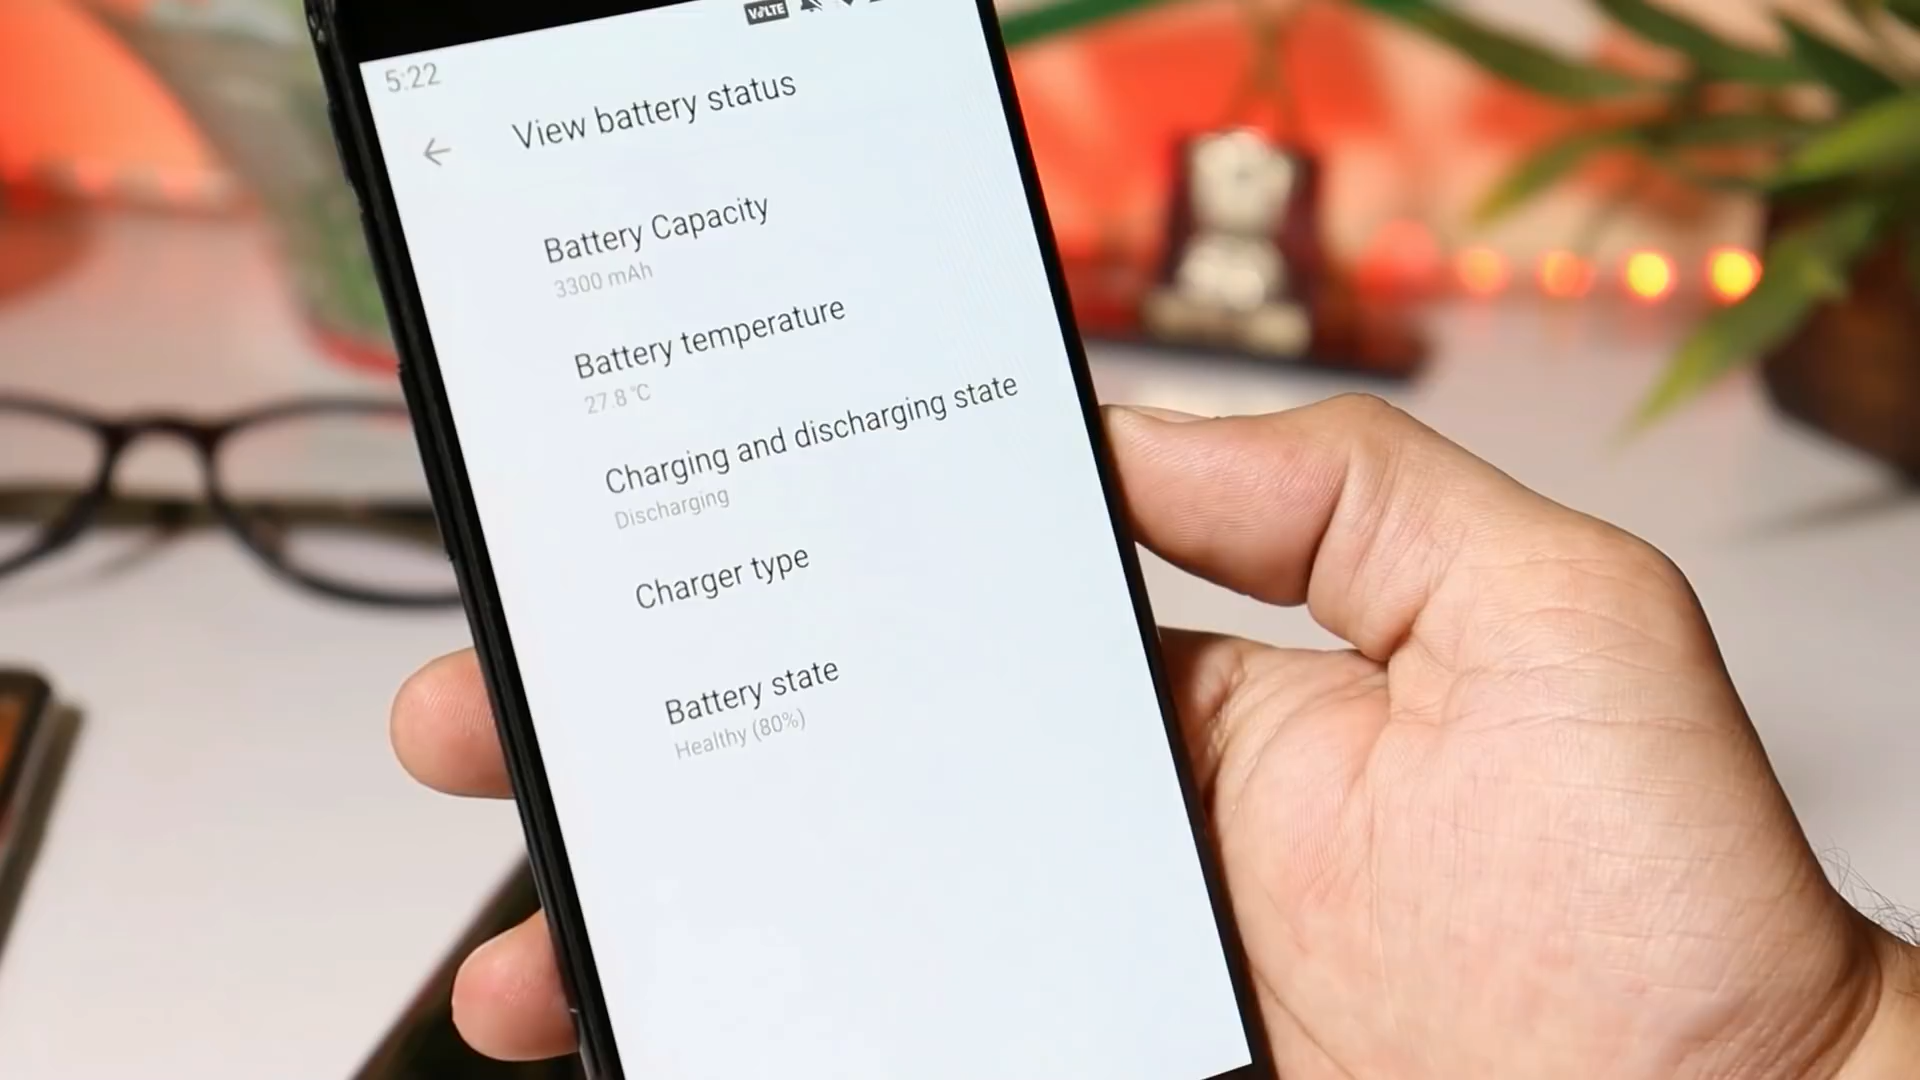 VoLTE
5:22
View battery status
Battery Capacity
3300 mAh
Battery temperature
27.8 °C
Charging and discharging state
Discharging
Charger type
Battery state
Healthy (80%)